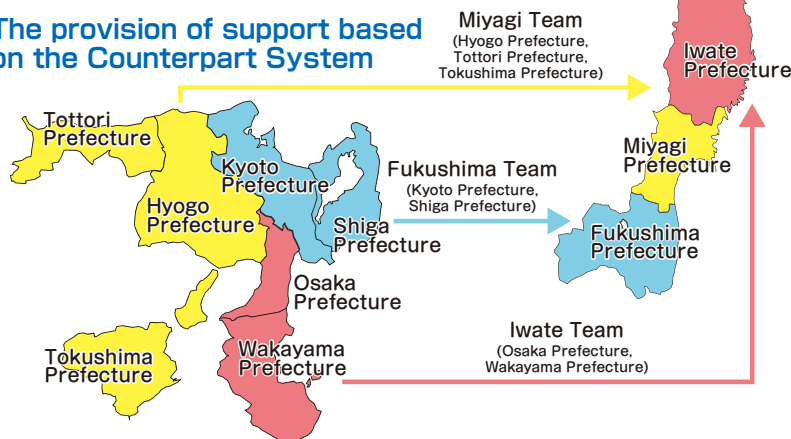 The provision of support based
on the Counterpart System
Miyagi Team
(Hyogo Prefecture,
Tottori Prefecture,
Tokushima Prefecture)
Iwate
Prefecture
Tottori
Prefecture
Kyoto
Prefecture
Fukushima Team
(Kyoto Prefecture,
Shiga Prefecture)
Miyagi
Prefecture
Hyogo
Prefecture
Shiga
Prefecture
Fukushima
Prefecture
Osaka
Prefecture
Iwate Team
(Osaka Prefecture,
Wakayama Prefecture)
Tokushima
Prefecture
Wakayama
Prefecture